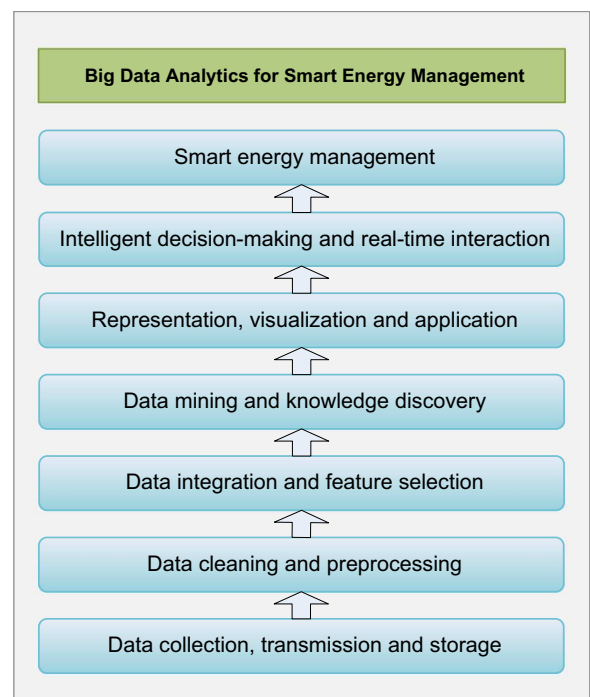 Big Data Analytics for Smart Energy Management
Smart energy management
Intelligent decision-making and real-time interaction
Representation, visualization and application
Data mining and knowledge discovery
Data integration and feature selection
Data cleaning and preprocessing
Data collection, transmission and storage